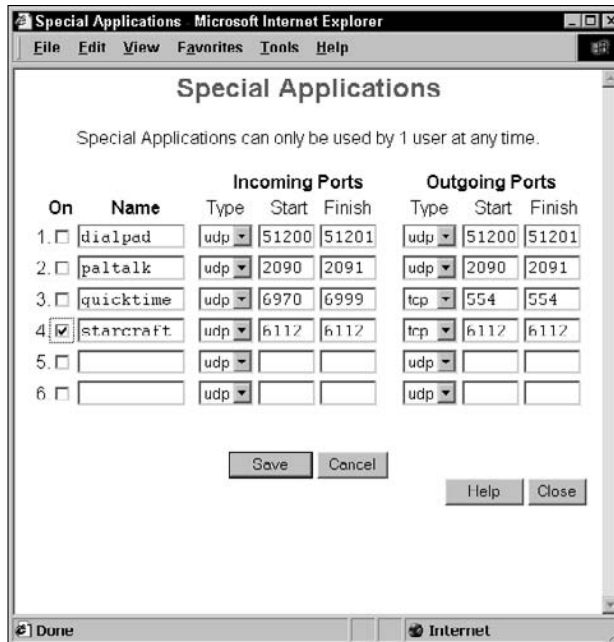 Special Applications Microsoft Internet Explorer
File Edit View Favorites Tools Help
Special Applications
Special Applications can only be used by 1 user at any time.
Incoming Ports Outgoing Ports
On Name Type Start Finish Type Start Finish
1. dialpad udp 51200 51201 udp 51200 51201
2. paltalk udp 2090 2091 udp 2090 2091
3. quicktime udp 6970 6999 tcp 554 554
4. starcraft udp 6112 6112 tcp 6112 6112
5. udp udp
6. udp udp
Save Cancel
Help Close
Done Internet